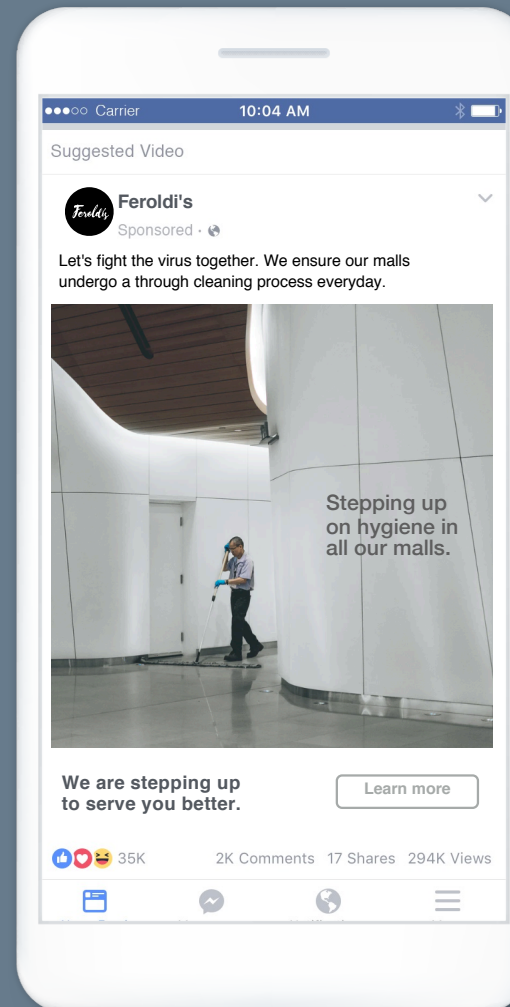 Carrier 10:04 AM
Suggested Video
Feroldi's
Feroldi's
Sponsored ·
Let's fight the virus together. We ensure our malls
undergo a through cleaning process everyday.
Stepping up
on hygiene in
all our malls.
We are stepping up
to serve you better.
Learn more
35K 2K Comments 17 Shares 294K Views